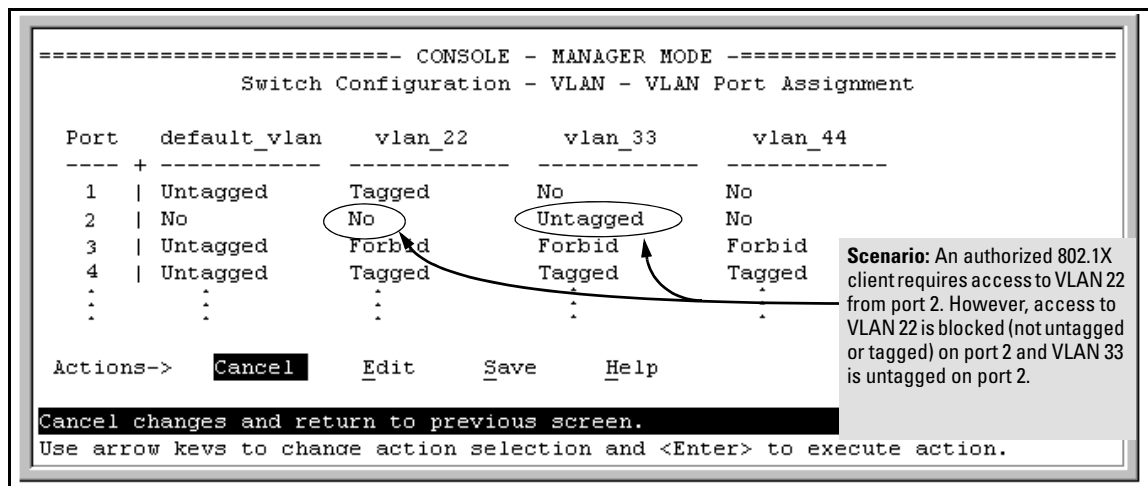 ===========================- CONSOLE - MANAGER MODE -============================
Switch Configuration - VLAN - VLAN Port Assignment
Port default_vlan vlan_22 vlan_33 vlan_44
---- + ------------ ------------ ------------ ------------
1 | Untagged Tagged No No
2 | No No Untagged No
3 | Untagged Forbid Forbid Forbid
4 | Untagged Tagged Tagged Tagged
Scenario: An authorized 802.1X
client requires access to VLAN 22
from port 2. However, access to
VLAN 22 is blocked (not untagged
or tagged) on port 2 and VLAN 33
is untagged on port 2.
Actions-> Cancel Edit Save Help
Cancel changes and return to previous screen.
Use arrow keys to change action selection and <Enter> to execute action.